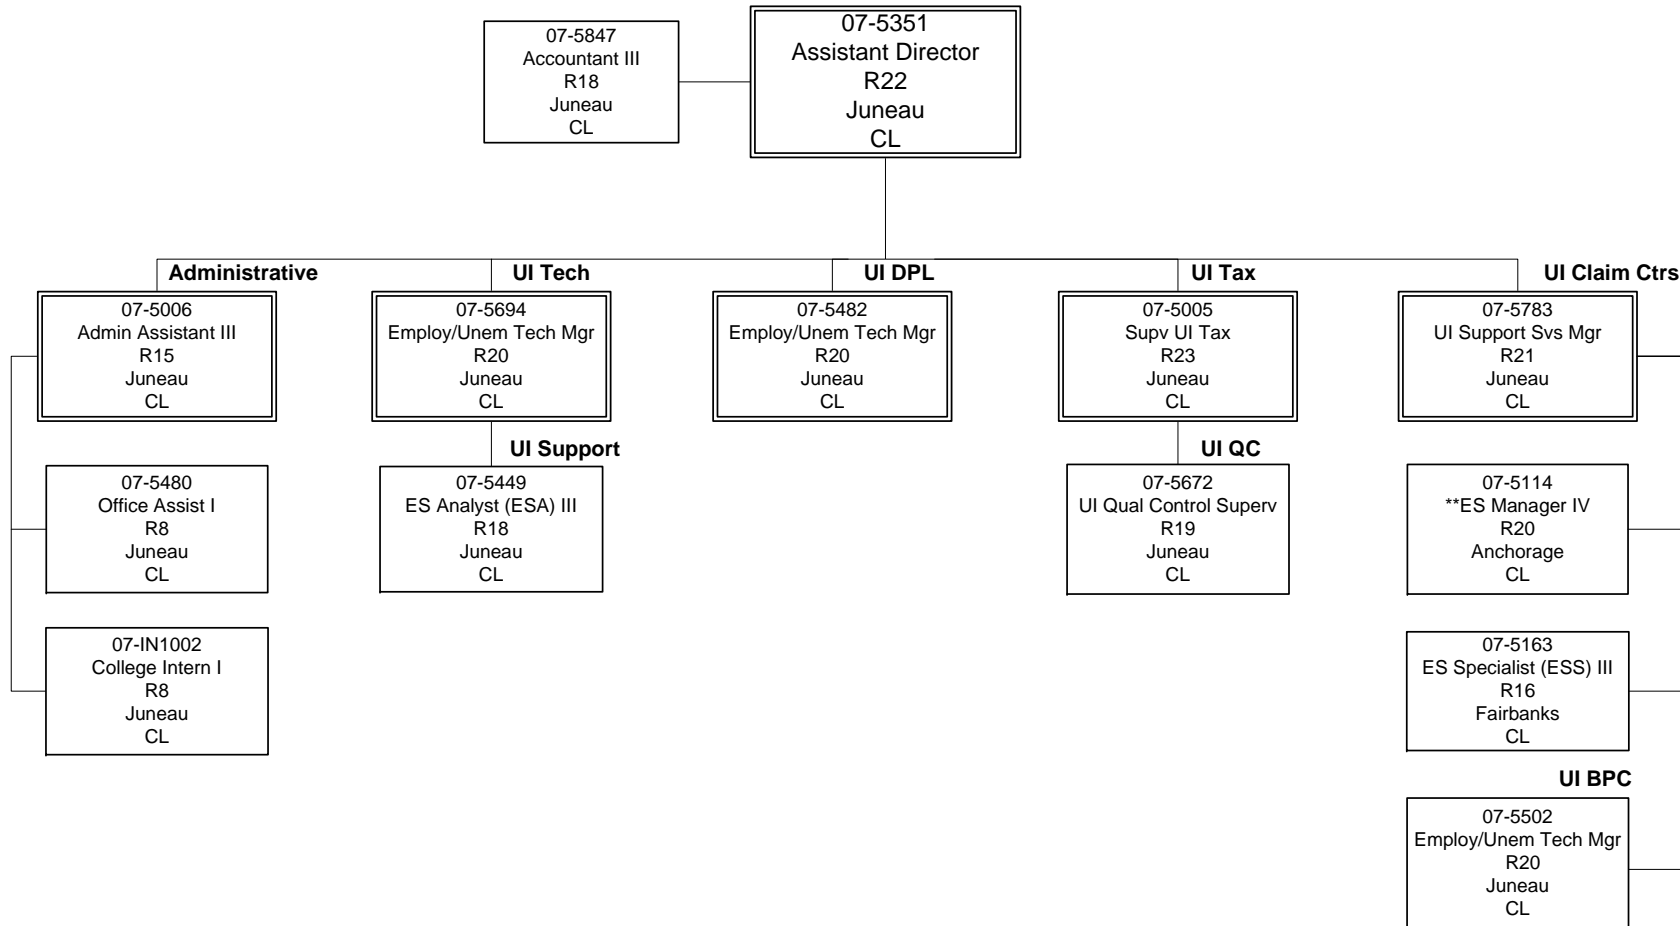 07-5847
Accountant III
R18
Juneau
CL
07-5351
Assistant Director
R22
Juneau
CL
Administrative
07-5006
Admin Assistant III
R15
Juneau
CL
07-5480
Office Assist I
R8
Juneau
CL
07-IN1002
College Intern I
R8
Juneau
CL
UI Tech
07-5694
Employ/Unem Tech Mgr
R20
Juneau
CL
UI Support
07-5449
ES Analyst (ESA) III
R18
Juneau
CL
UI DPL
07-5482
Employ/Unem Tech Mgr
R20
Juneau
CL
UI Tax
07-5005
Supv UI Tax
R23
Juneau
CL
UI QC
07-5672
UI Qual Control Superv
R19
Juneau
CL
UI Claim Ctrs
07-5783
UI Support Svs Mgr
R21
Juneau
CL
07-5114
**ES Manager IV
R20
Anchorage
CL
07-5163
ES Specialist (ESS) III
R16
Fairbanks
CL
UI BPC
07-5502
Employ/Unem Tech Mgr
R20
Juneau
CL